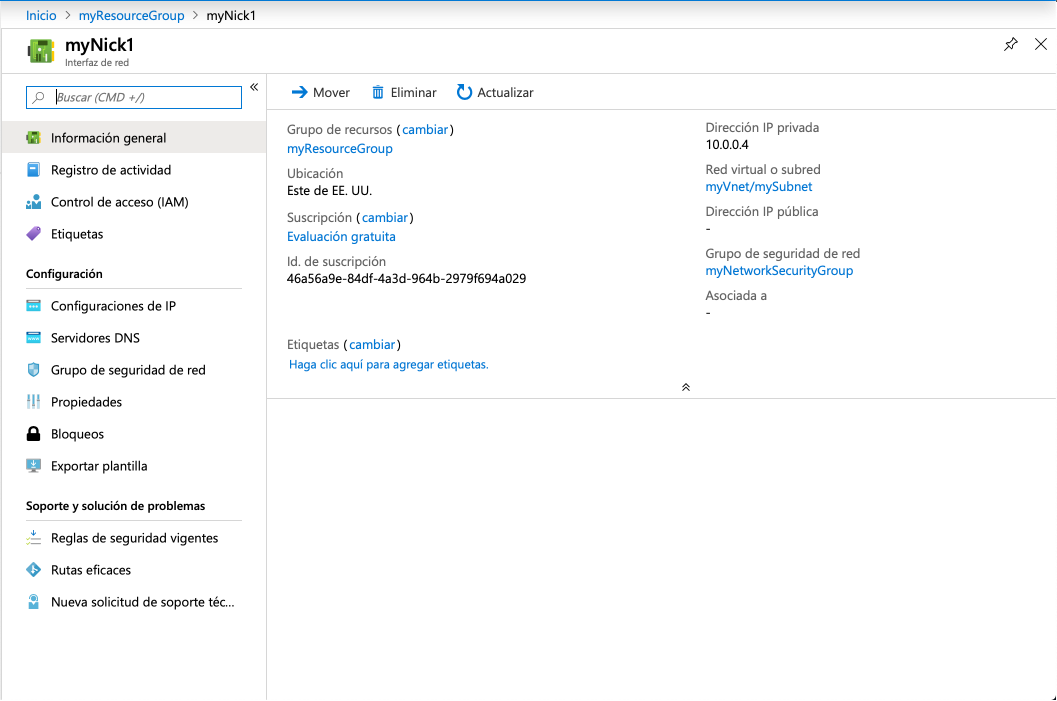 Inicio > myResourceGroup > myNick1
myNick1
Interfaz de red
Buscar (CMD +/)
«
Información general
Registro de actividad
Control de acceso (IAM)
Etiquetas
Configuración
Configuraciones de IP
Servidores DNS
Grupo de seguridad de red
Propiedades
Bloqueos
Exportar plantilla
Soporte y solución de problemas
Reglas de seguridad vigentes
Rutas eficaces
Nueva solicitud de soporte téc...
Mover Eliminar Actualizar
Grupo de recursos (cambiar)
myResourceGroup
Ubicación
Este de EE. UU.
Suscripción (cambiar)
Evaluación gratuita
Id. de suscripción
46a56a9e-84df-4a3d-964b-2979f694a029
Etiquetas (cambiar)
Haga clic aquí para agregar etiquetas.
Dirección IP privada
10.0.0.4
Red virtual o subred
myVnet/mySubnet
Dirección IP pública
-
Grupo de seguridad de red
myNetworkSecurityGroup
Asociada a
-